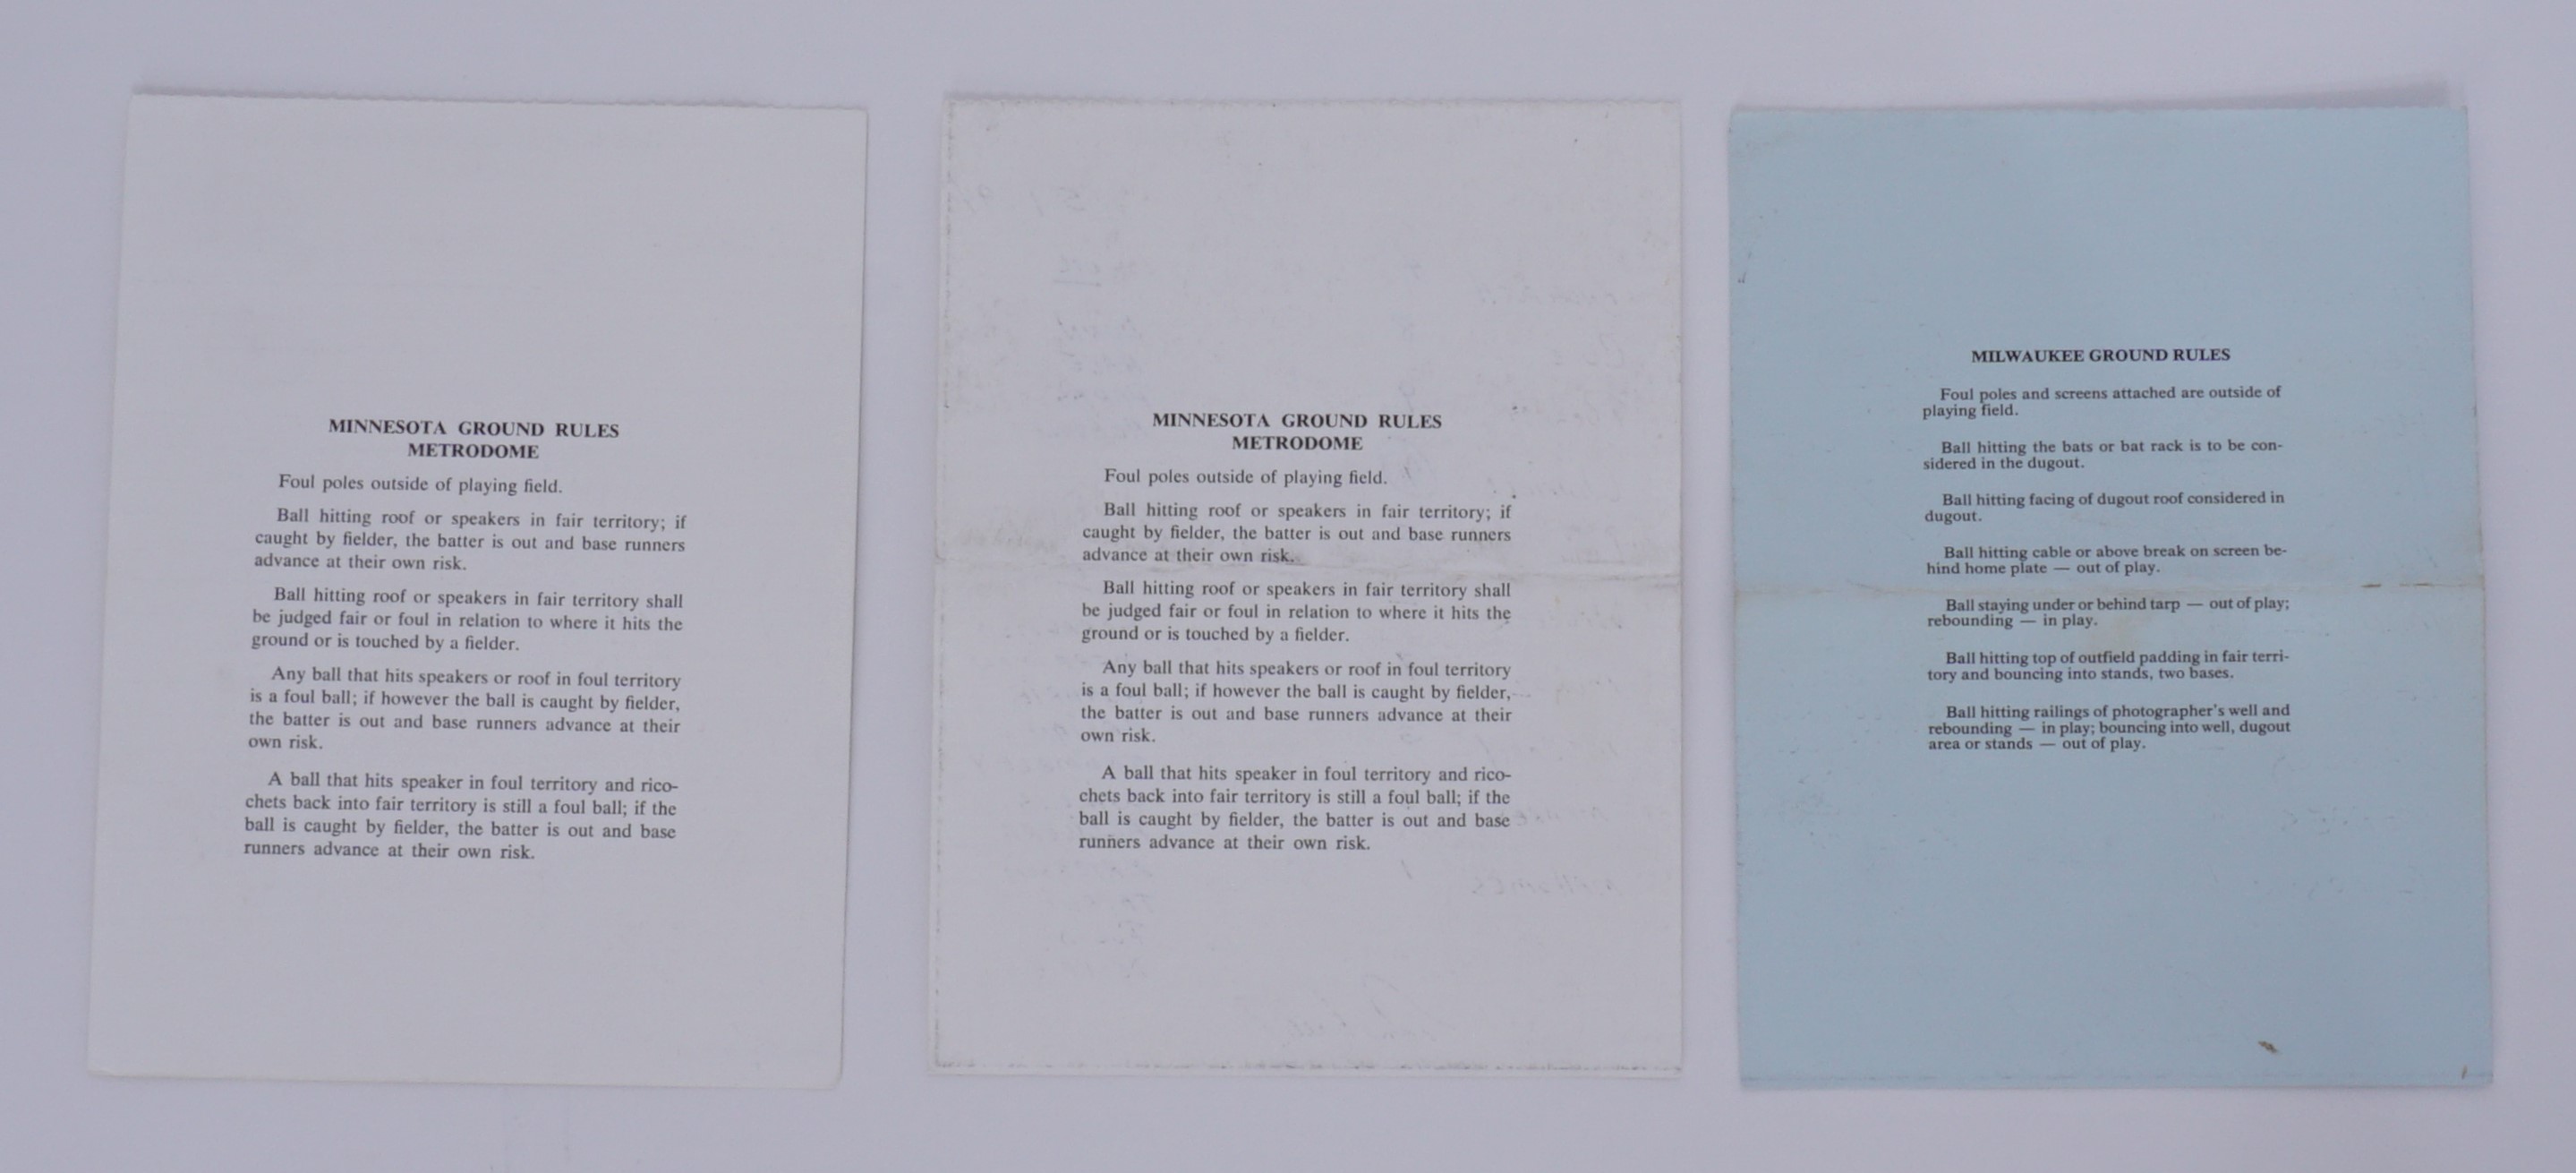 MINNESOTA GROUND RULES
METRODOME
Foul poles outside of playing field.
Ball hitting roof or speakers in fair territory; if
caught by fielder, the batter is out and base runners
advance at their own risk.
Ball hitting roof or speakers in fair territory shall
be judged fair or foul in relation to where it hits the
ground or is touched by a fielder.
Any ball that hits speakers or roof in foul territory
is a foul ball; if however the ball is caught by fielder,
the batter is out and base runners advance at their
own risk.
A ball that hits speaker in foul territory and rico-
chets back into fair territory is still a foul ball; if the
ball is caught by fielder, the batter is out and base
runners advance at their own risk.
MINNESOTA GROUND RULES
METRODOME
Foul poles outside of playing field.
Ball hitting roof or speakers in fair territory; if
caught by fielder, the batter is out and base runners
advance at their own risk.
Ball hitting roof or speakers in fair territory shall
be judged fair or foul in relation to where it hits the
ground or is touched by a fielder.
Any ball that hits speakers or roof in foul territory
is a foul ball; if however the ball is caught by fielder,
the batter is out and base runners advance at their
own risk.
A ball that hits speaker in foul territory and rico-
chets back into fair territory is still a foul ball; if the
ball is caught by fielder, the batter is out and base
runners advance at their own risk.
MILWAUKEE GROUND RULES
Foul poles and screens attached are outside of
playing field.
Ball hitting the bats or bat rack is to be con-
sidered in the dugout.
Ball hitting facing of dugout roof considered in
dugout.
Ball hitting cable or above break on screen be-
hind home plate — out of play.
Ball staying under or behind tarp — out of play;
rebounding — in play.
Ball hitting top of outfield padding in fair terri-
tory and bouncing into stands, two bases.
Ball hitting railings of photographer's well and
rebounding — in play; bouncing into well, dugout
area or stands — out of play.